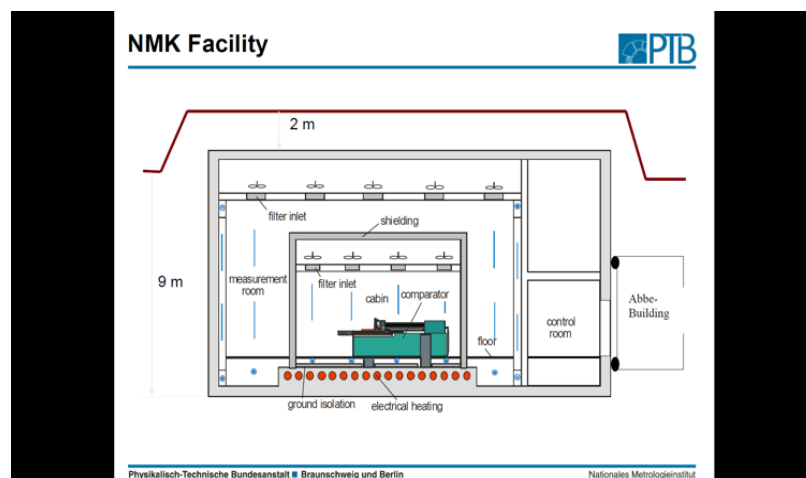 NMK Facility
PTB
2 m
filter inlet
shielding
9 m
measurement
room
filter inlet
cabin
comparator
Abbe-
Building
control
room
floor
ground isolation
electrical heating
Physikalisch-Technische Bundesanstalt ■ Braunschweig und Berlin
Nationales Metrologieinstitut